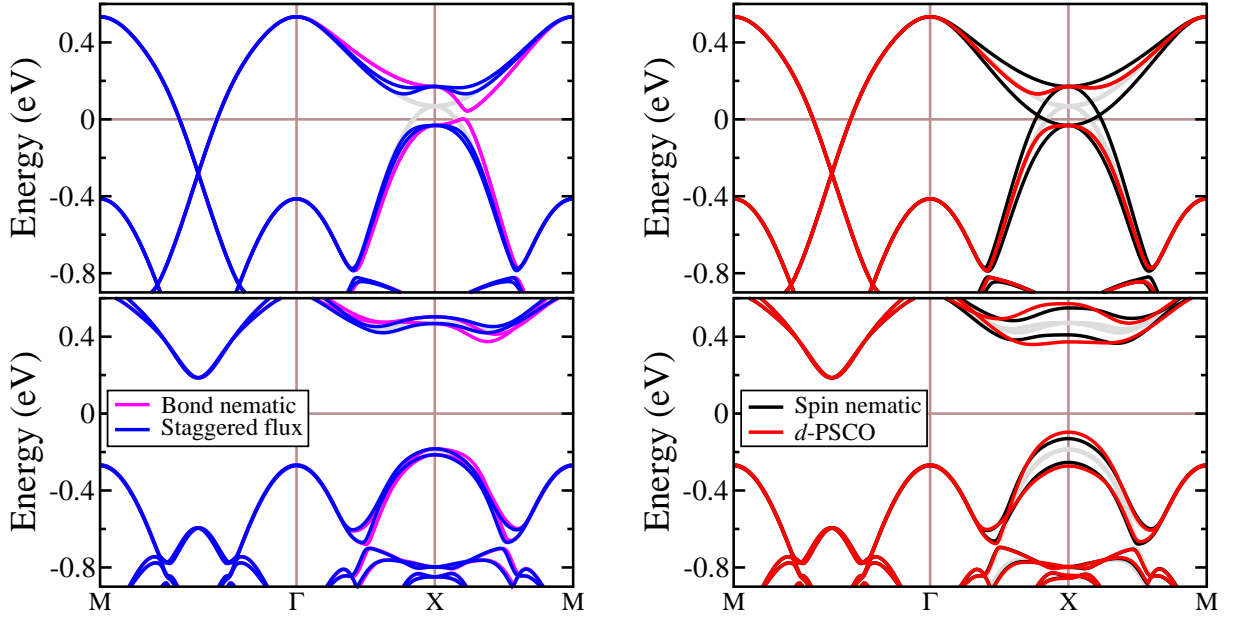 0.4
0
-0.4
-0.8
Energy (eV)
0.4
0
-0.4
-0.8
Energy (eV)
Bond nematic
Staggered flux
M Γ X M
0.4
0
-0.4
-0.8
Energy (eV)
0.4
0
-0.4
-0.8
Energy (eV)
Spin nematic
d-PSCO
M Γ X M